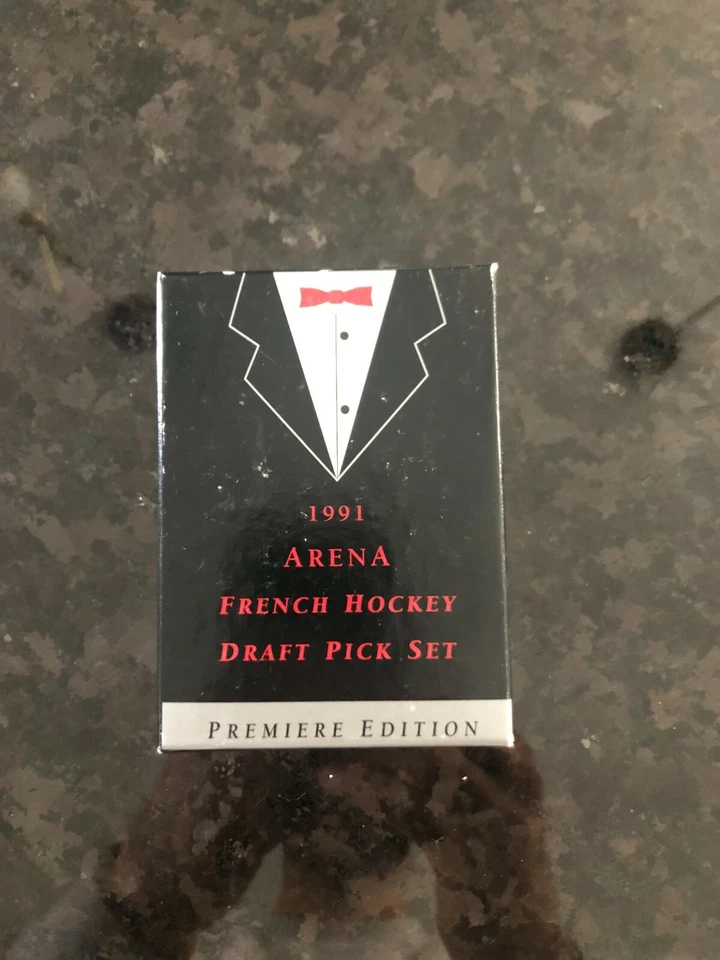 1991
ARENA
FRENCH HOCKEY
DRAFT PICK SET
PREMIERE EDITION